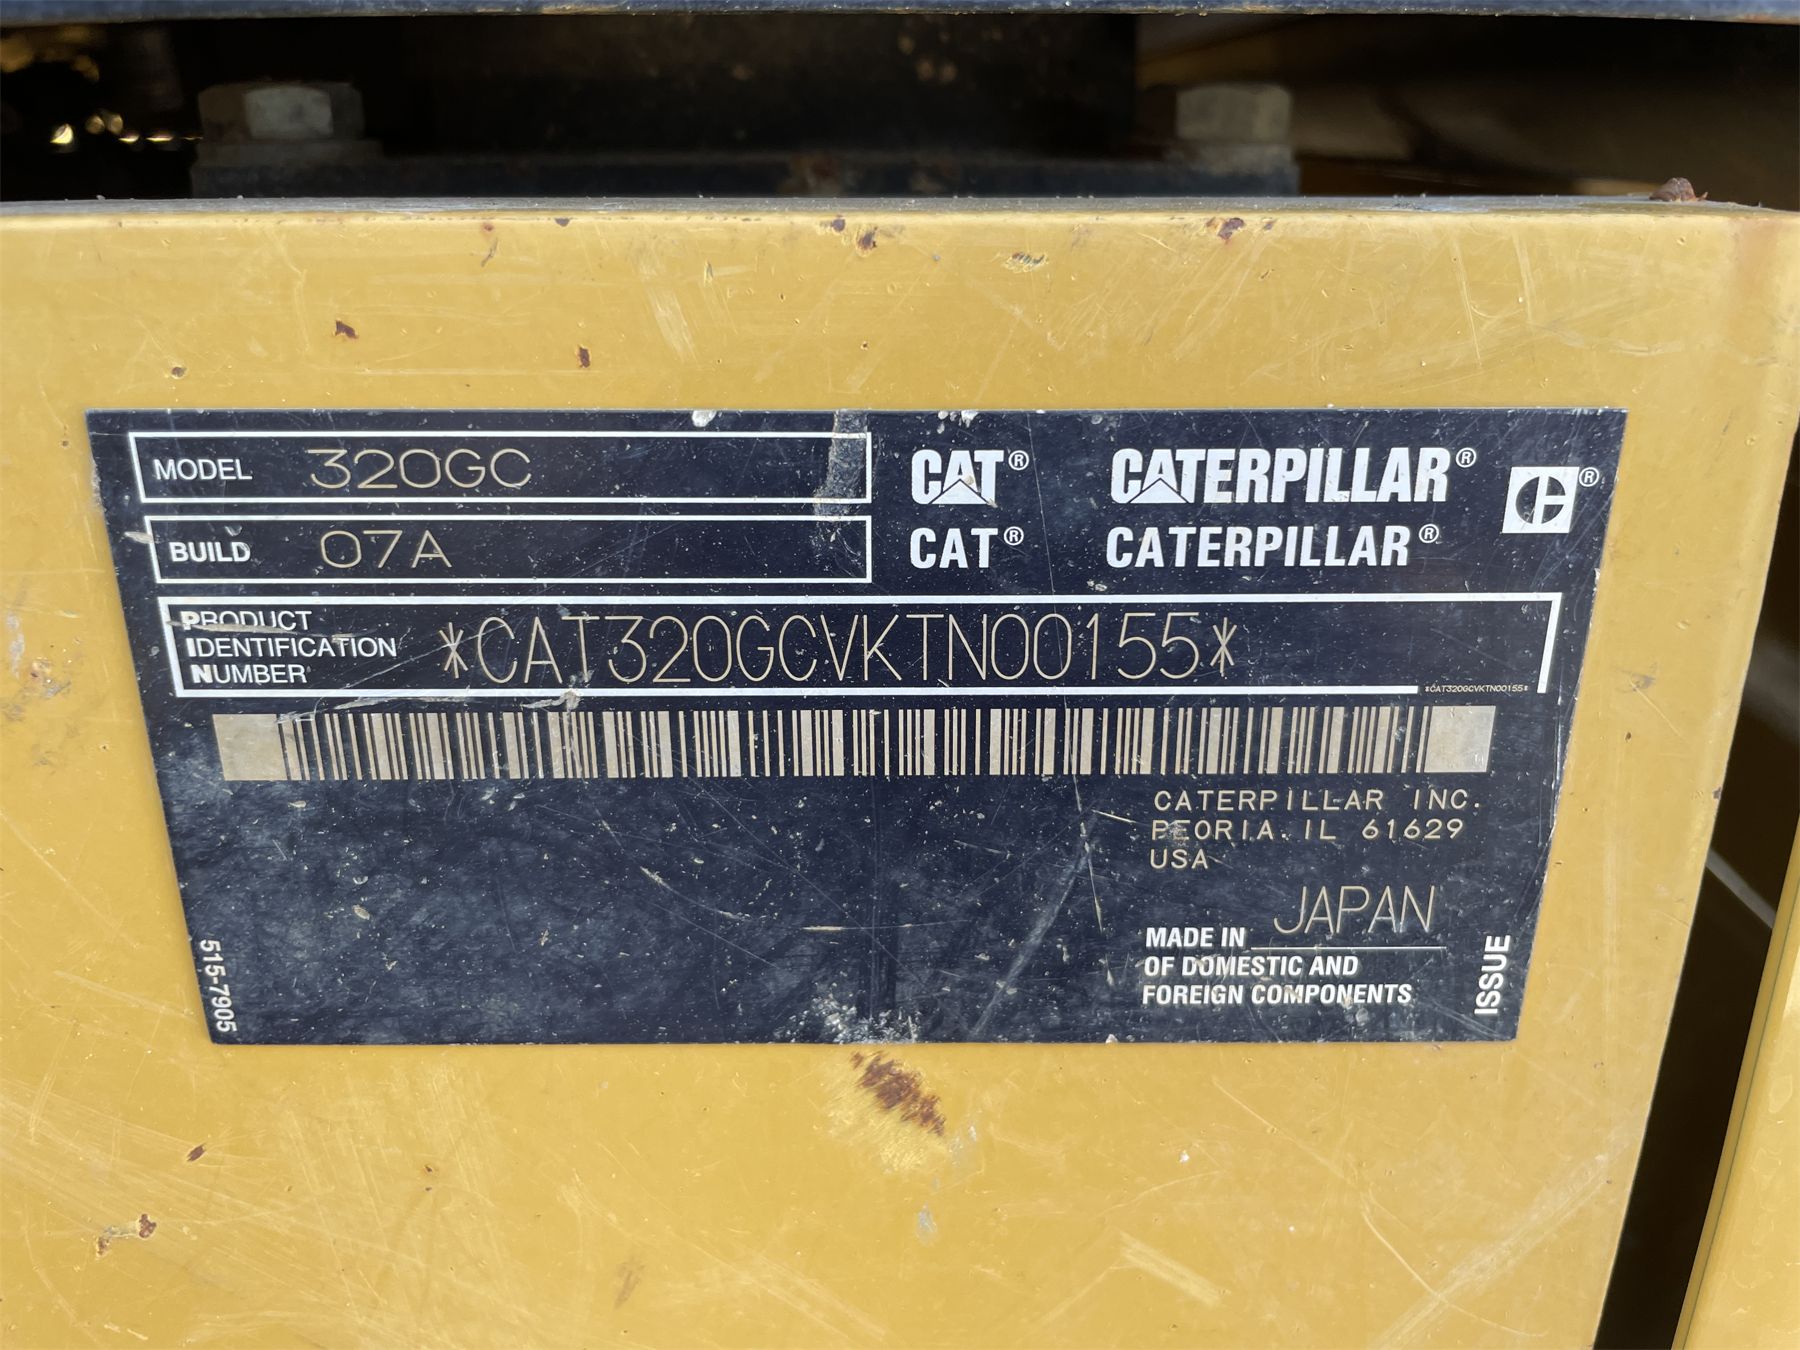 MODEL 320GC
BUILD 07A
CAT® CATERPILLAR® ®
CAT® CATERPILLAR®
PRODUCT
IDENTIFICATION
NUMBER
*CAT320GCVKTN00155*
*CAT320GCVKTN00155*
CATERPILLAR INC.
PEORIA, IL 61629
USA
MADE IN JAPAN
OF DOMESTIC AND
FOREIGN COMPONENTS
515-7905
ISSUE